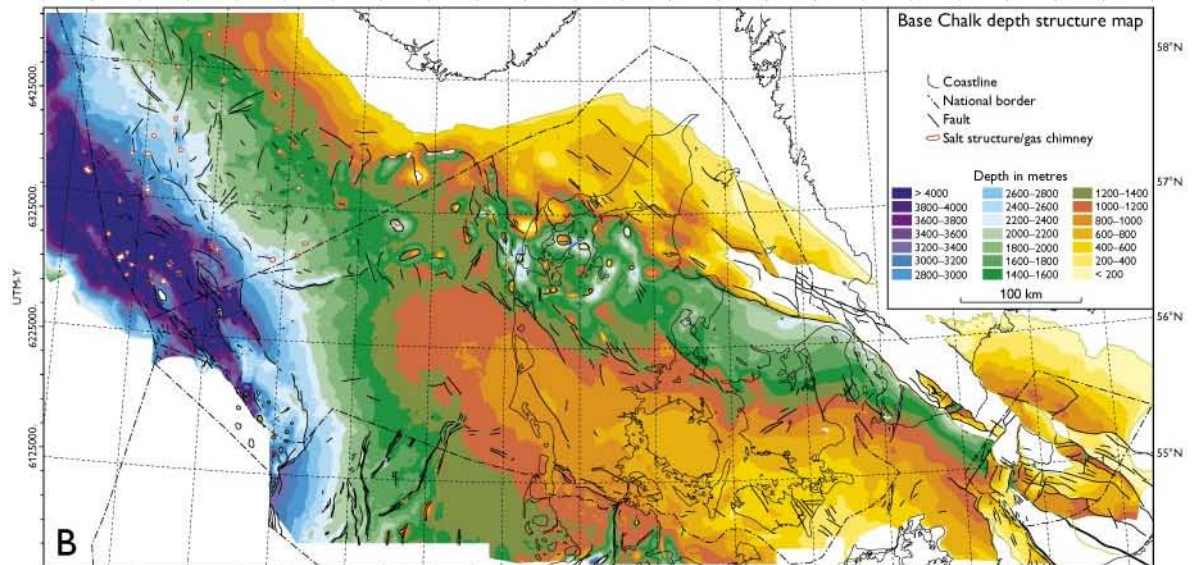 Base Chalk depth structure map
Coastline
National border
Fault
Salt structure/gas chimney
Depth in metres
> 4000
3800–4000
3600–3800
3400–3600
3200–3400
3000–3200
2800–3000
2600–2800
2400–2600
2200–2400
2000–2200
1800–2000
1600–1800
1400–1600
1200–1400
1000–1200
800–1000
600–800
400–600
200–400
< 200
100 km
58°N
57°N
56°N
55°N
6425000
6325000
6225000
6125000
UTM-Y
B